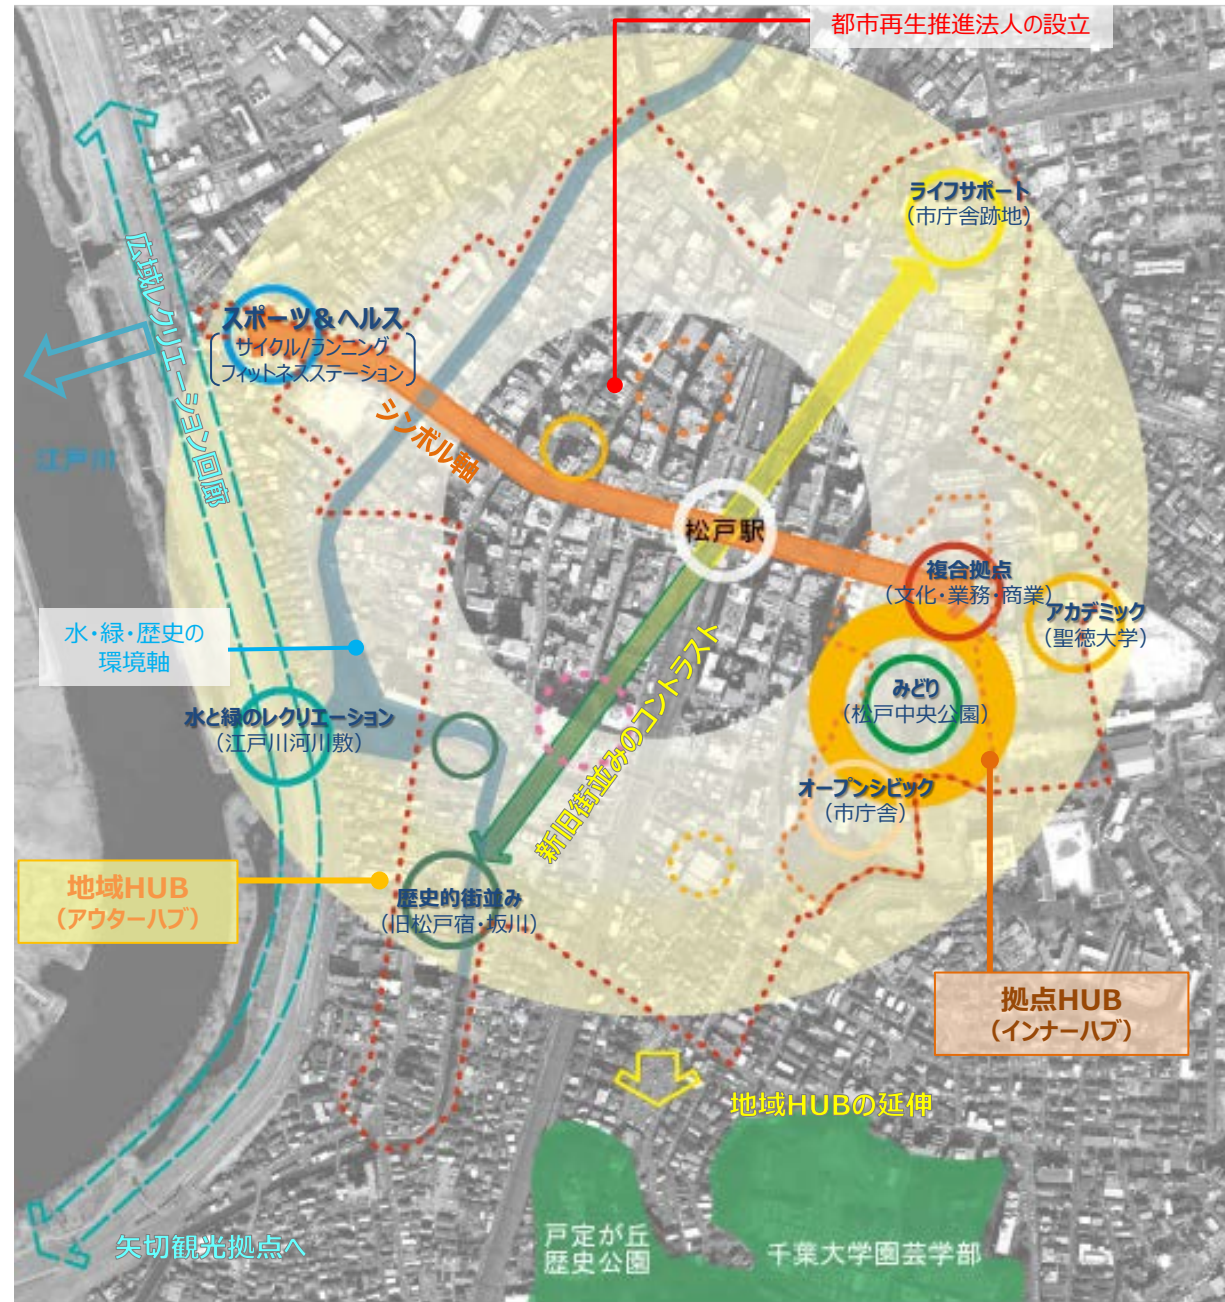 都市再生推進法人の設立
ライフサポート
（市庁舎跡地）
広域レクリエーション回廊
スポーツ＆ヘルス
サイクル/ランニング
フィットネスステーション
シンボル軸
江戸川
松戸駅
複合拠点
（文化・業務・商業）
アカデミック
（聖徳大学）
水・緑・歴史の
環境軸
みどり
（松戸中央公園）
水と緑のレクリエーション
（江戸川河川敷）
新旧街並みのコントラスト
オープンシビック
（市庁舎）
地域HUB
（アウターハブ）
歴史的街並み
（旧松戸宿・坂川）
拠点HUB
（インナーハブ）
地域HUBの延伸
矢切観光拠点へ
戸定が丘
歴史公園
千葉大学園芸学部